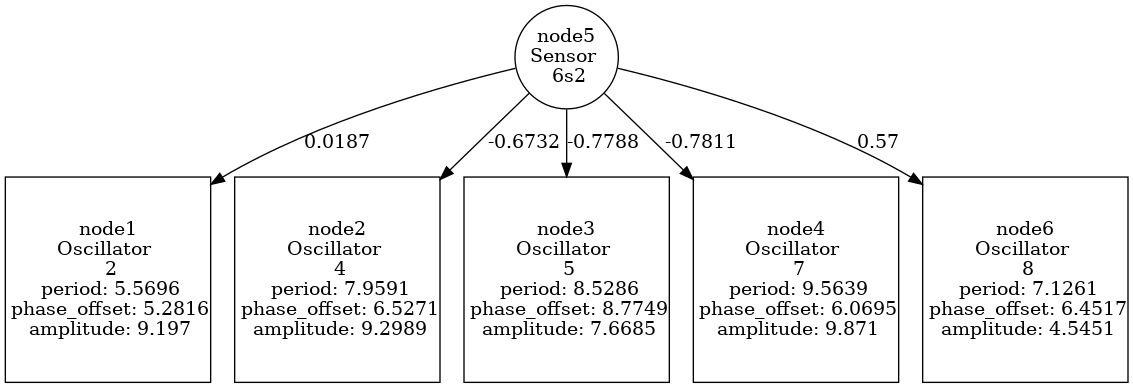 node5
Sensor
6s2
0.0187
-0.6732
-0.7788
-0.7811
0.57
node1
Oscillator
2
period: 5.5696
phase_offset: 5.2816
amplitude: 9.197
node2
Oscillator
4
period: 7.9591
phase_offset: 6.5271
amplitude: 9.2989
node3
Oscillator
5
period: 8.5286
phase_offset: 8.7749
amplitude: 7.6685
node4
Oscillator
7
period: 9.5639
phase_offset: 6.0695
amplitude: 9.871
node6
Oscillator
8
period: 7.1261
phase_offset: 6.4517
amplitude: 4.5451